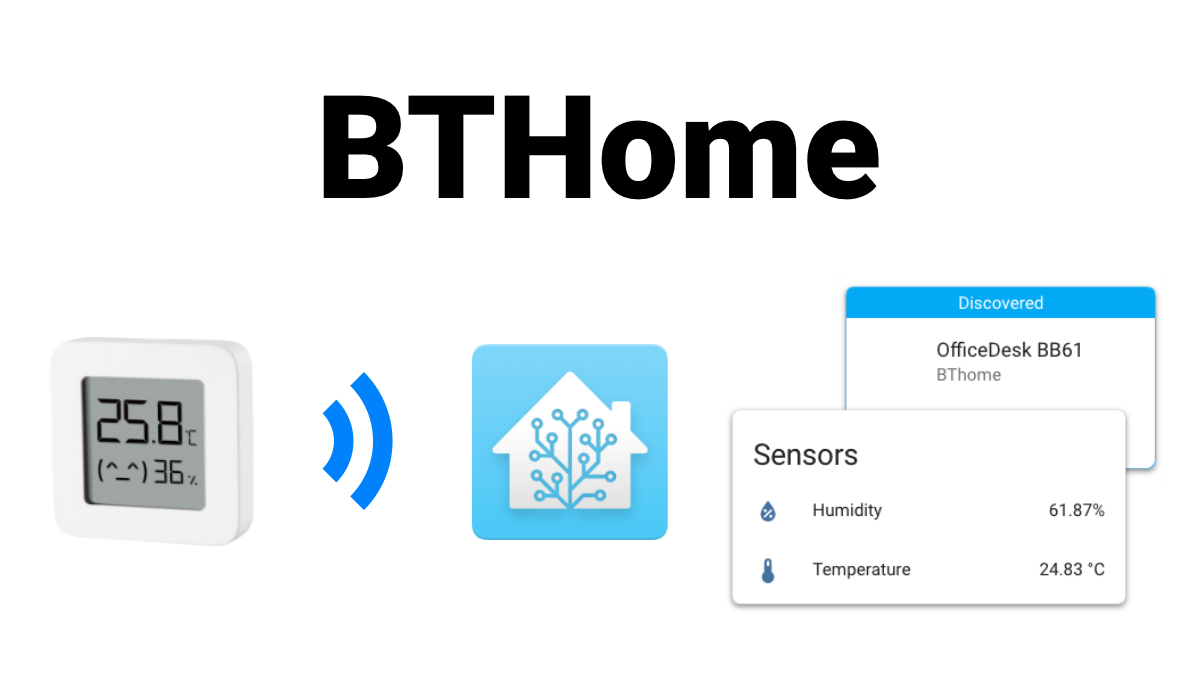 BTHome
25.8°C
(^_^) 36%
Discovered
OfficeDesk BB61
BThome
Sensors
Humidity 61.87%
Temperature 24.83 °C